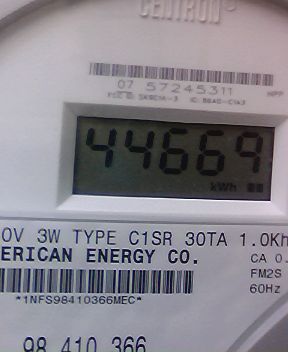 CENTRON
07 57245311
44669
kWh
0V 3W TYPE C1SR 30TA 1.0Kh
ERICAN ENERGY CO.
CA 0.
FM2S
60Hz
*1NFS98410366MEC*
98 410 366